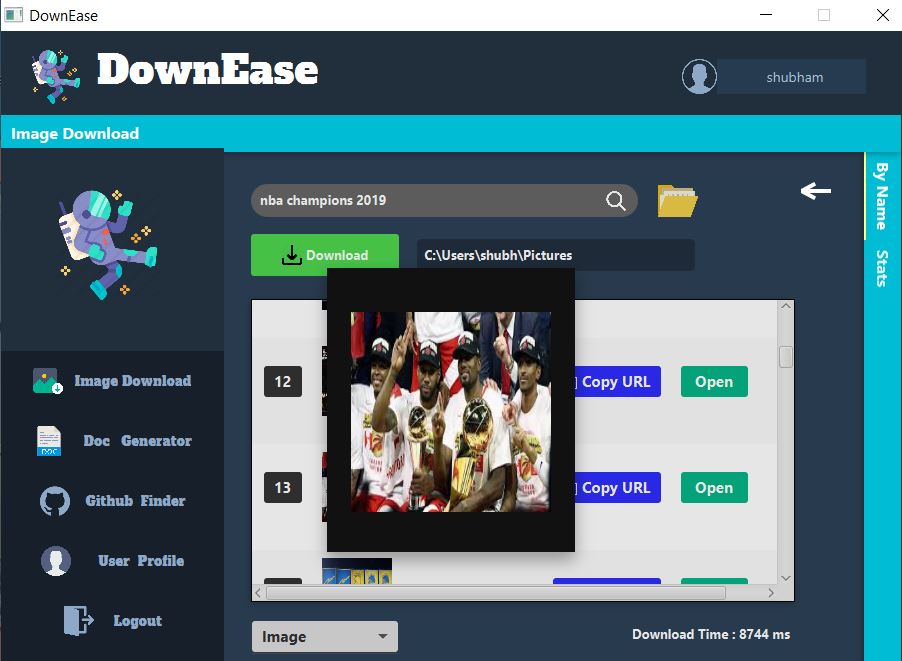 DownEase
DownEase
shubham
Image Download
nba champions 2019
Download
C:\Users\shubh\Pictures
12
Copy URL
Open
13
Copy URL
Open
Image
Download Time : 8744 ms
Image Download
Doc Generator
DOC
Github Finder
User Profile
Logout
By Name
Stats